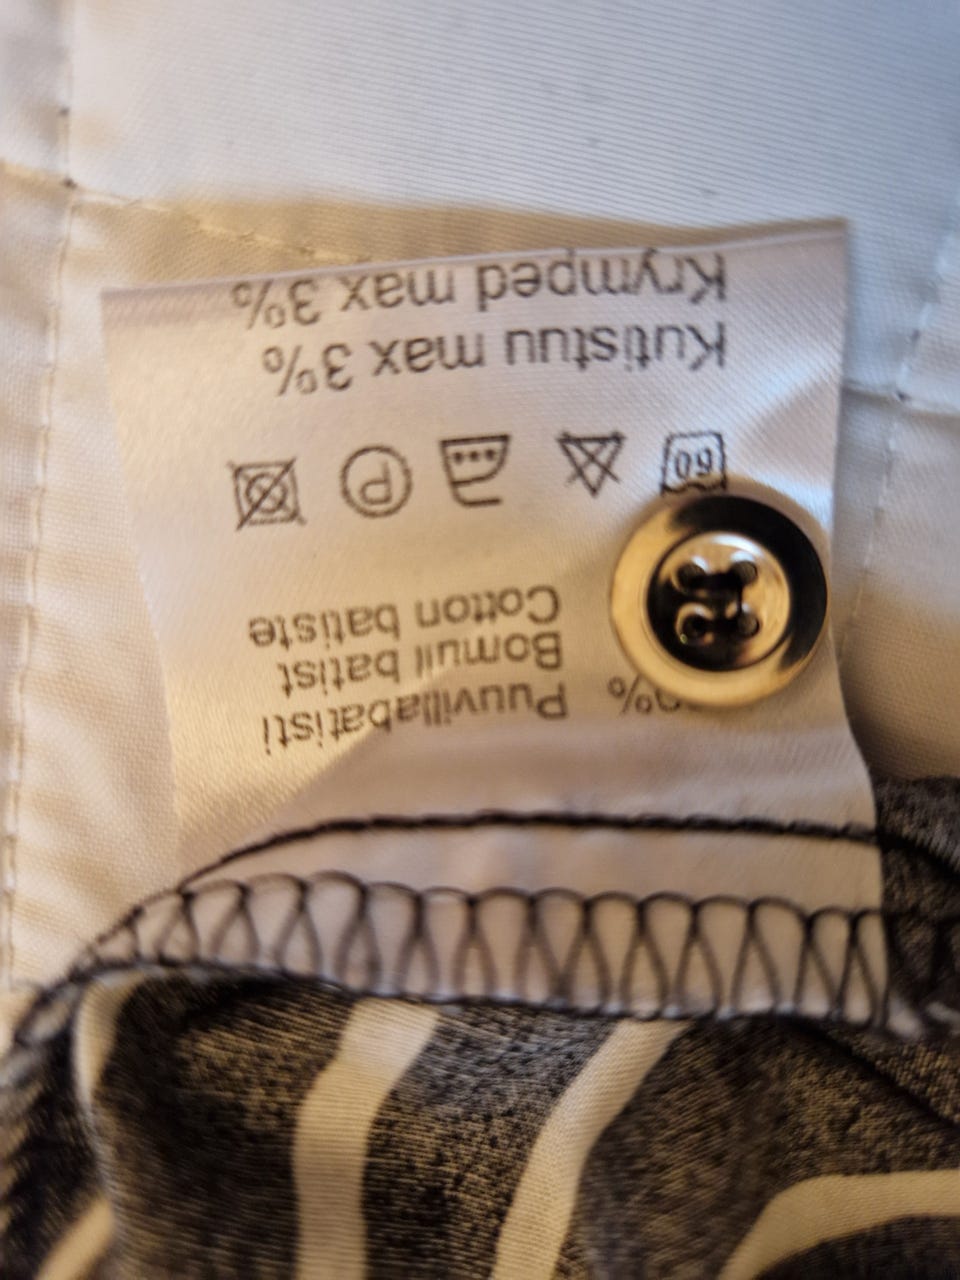 Puuvillabatisti
Bomull batist
Cotton batiste
60
P
Kutistuu max 3%
Krymped max 3%